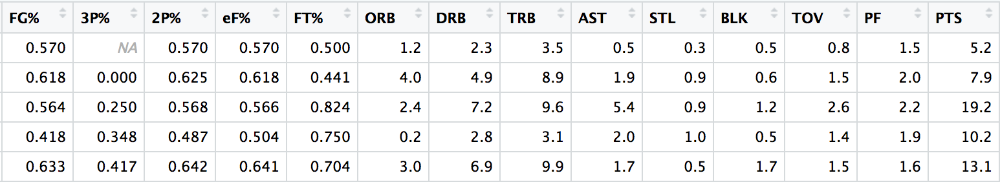 FG% 3P% 2P% eF% FT% ORB DRB TRB AST STL BLK TOV PF PTS
0.570 NA 0.570 0.570 0.500 1.2 2.3 3.5 0.5 0.3 0.5 0.8 1.5 5.2
0.618 0.000 0.625 0.618 0.441 4.0 4.9 8.9 1.9 0.9 0.6 1.5 2.0 7.9
0.564 0.250 0.568 0.566 0.824 2.4 7.2 9.6 5.4 0.9 1.2 2.6 2.2 19.2
0.418 0.348 0.487 0.504 0.750 0.2 2.8 3.1 2.0 1.0 0.5 1.4 1.9 10.2
0.633 0.417 0.642 0.641 0.704 3.0 6.9 9.9 1.7 0.5 1.7 1.5 1.6 13.1